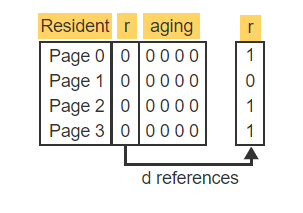 Resident r aging r
Page 0 0 0 0 0 0 1
Page 1 0 0 0 0 0 0
Page 2 0 0 0 0 0 1
Page 3 0 0 0 0 0 1
d references